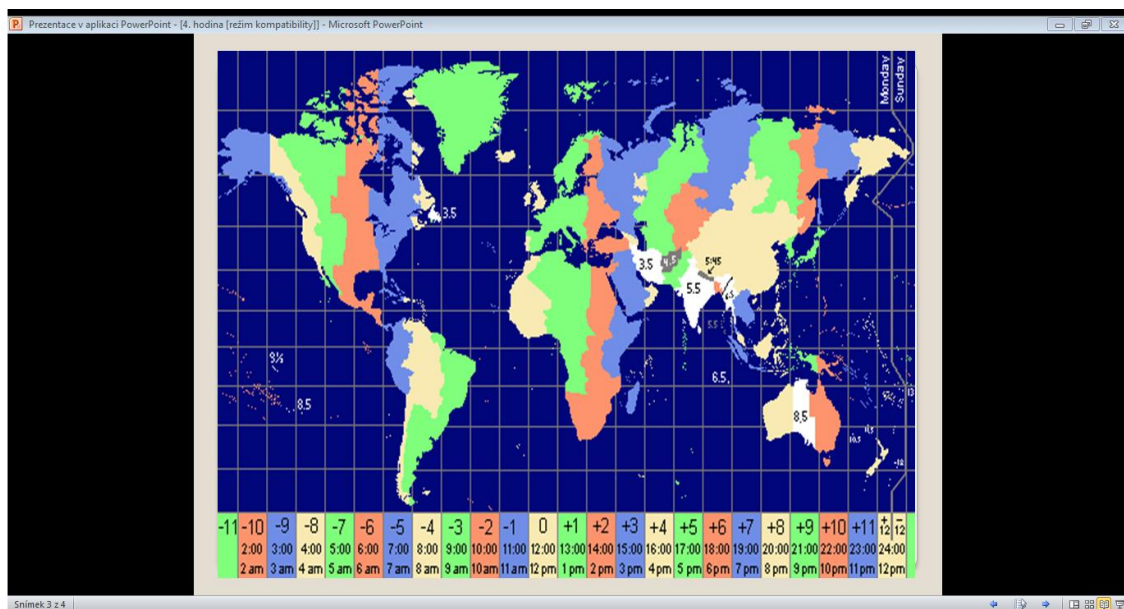 Prezentace v aplikaci PowerPoint - [4. hodina [režim kompatibility]] - Microsoft PowerPoint
Sunday
Monday
3.5
3.5
4.5
5:45
5.5
6.5
5.5
9½
6.5
8.5
8.5
11.5
10.5
13
-12
-11 -10 -9 -8 -7 -6 -5 -4 -3 -2 -1 0 +1 +2 +3 +4 +5 +6 +7 +8 +9 +10 +11 +12 -12
2:00 3:00 4:00 5:00 6:00 7:00 8:00 9:00 10:00 11:00 12:00 13:00 14:00 15:00 16:00 17:00 18:00 19:00 20:00 21:00 22:00 23:00 24:00
2 am 3 am 4 am 5 am 6 am 7 am 8 am 9 am 10 am 11 am 12 pm 1 pm 2 pm 3 pm 4 pm 5 pm 6 pm 7 pm 8 pm 9 pm 10 pm 11 pm 12 pm
Snímek 3 z 4